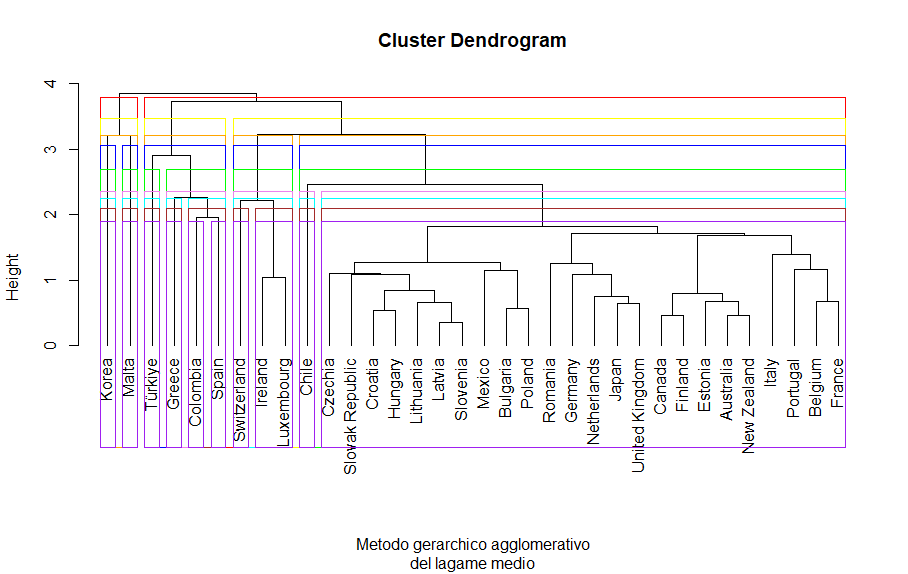 Cluster Dendrogram
4
3
2
1
0
Height
Korea
Malta
Türkiye
Greece
Colombia
Spain
Switzerland
Ireland
Luxembourg
Chile
Czechia
Slovak Republic
Croatia
Hungary
Lithuania
Latvia
Slovenia
Mexico
Bulgaria
Poland
Romania
Germany
Netherlands
Japan
United Kingdom
Canada
Finland
Estonia
Australia
New Zealand
Italy
Portugal
Belgium
France
Metodo gerarchico agglomerativo
del lagame medio